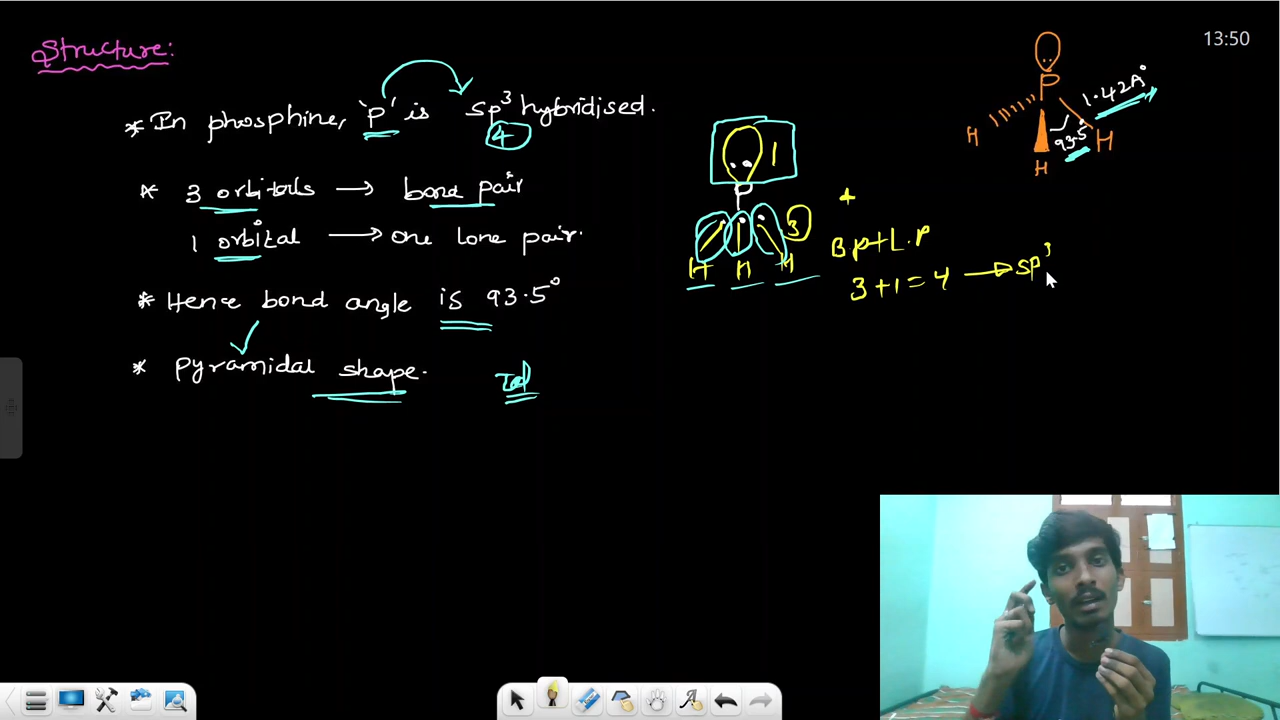 Structure:
* In phosphine, 'P' is sp³ hybridised.
4
* 3 orbitals → bond pair
1 orbital → one lone pair.
* Hence bond angle is 93.5°
* Pyramidal shape.
1
P
3
H H H
+
B.p+L.P
3+1=4 → sp³
13:50
P
1.42A°
93.5°
H H H